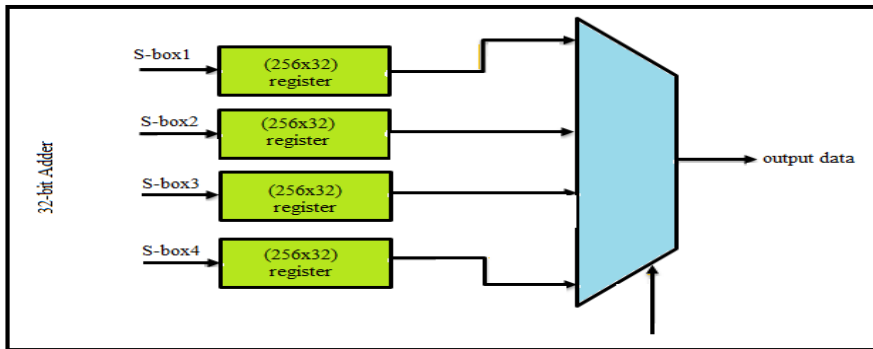 32-bit Adder
S-box1
(256x32)
register
S-box2
(256x32)
register
S-box3
(256x32)
register
S-box4
(256x32)
register
output data